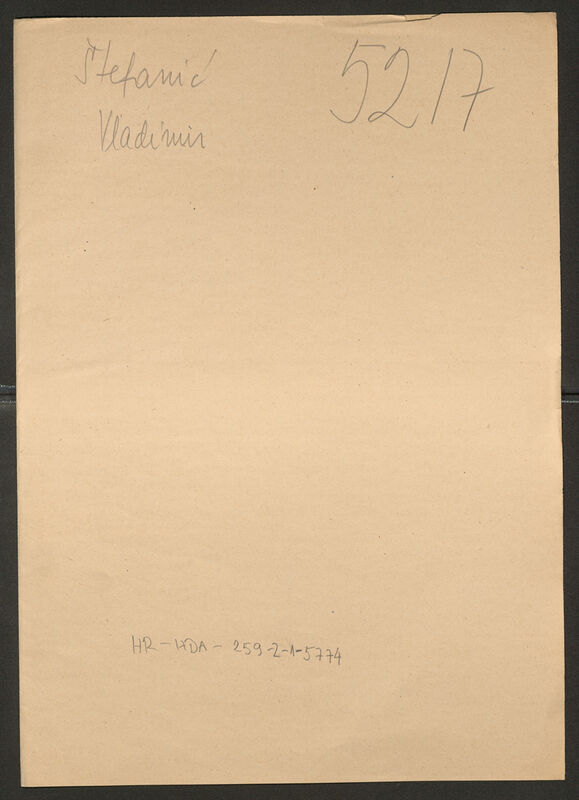 Štefanić 5217
Vladimir
HR-HDA-259-2-1-5774